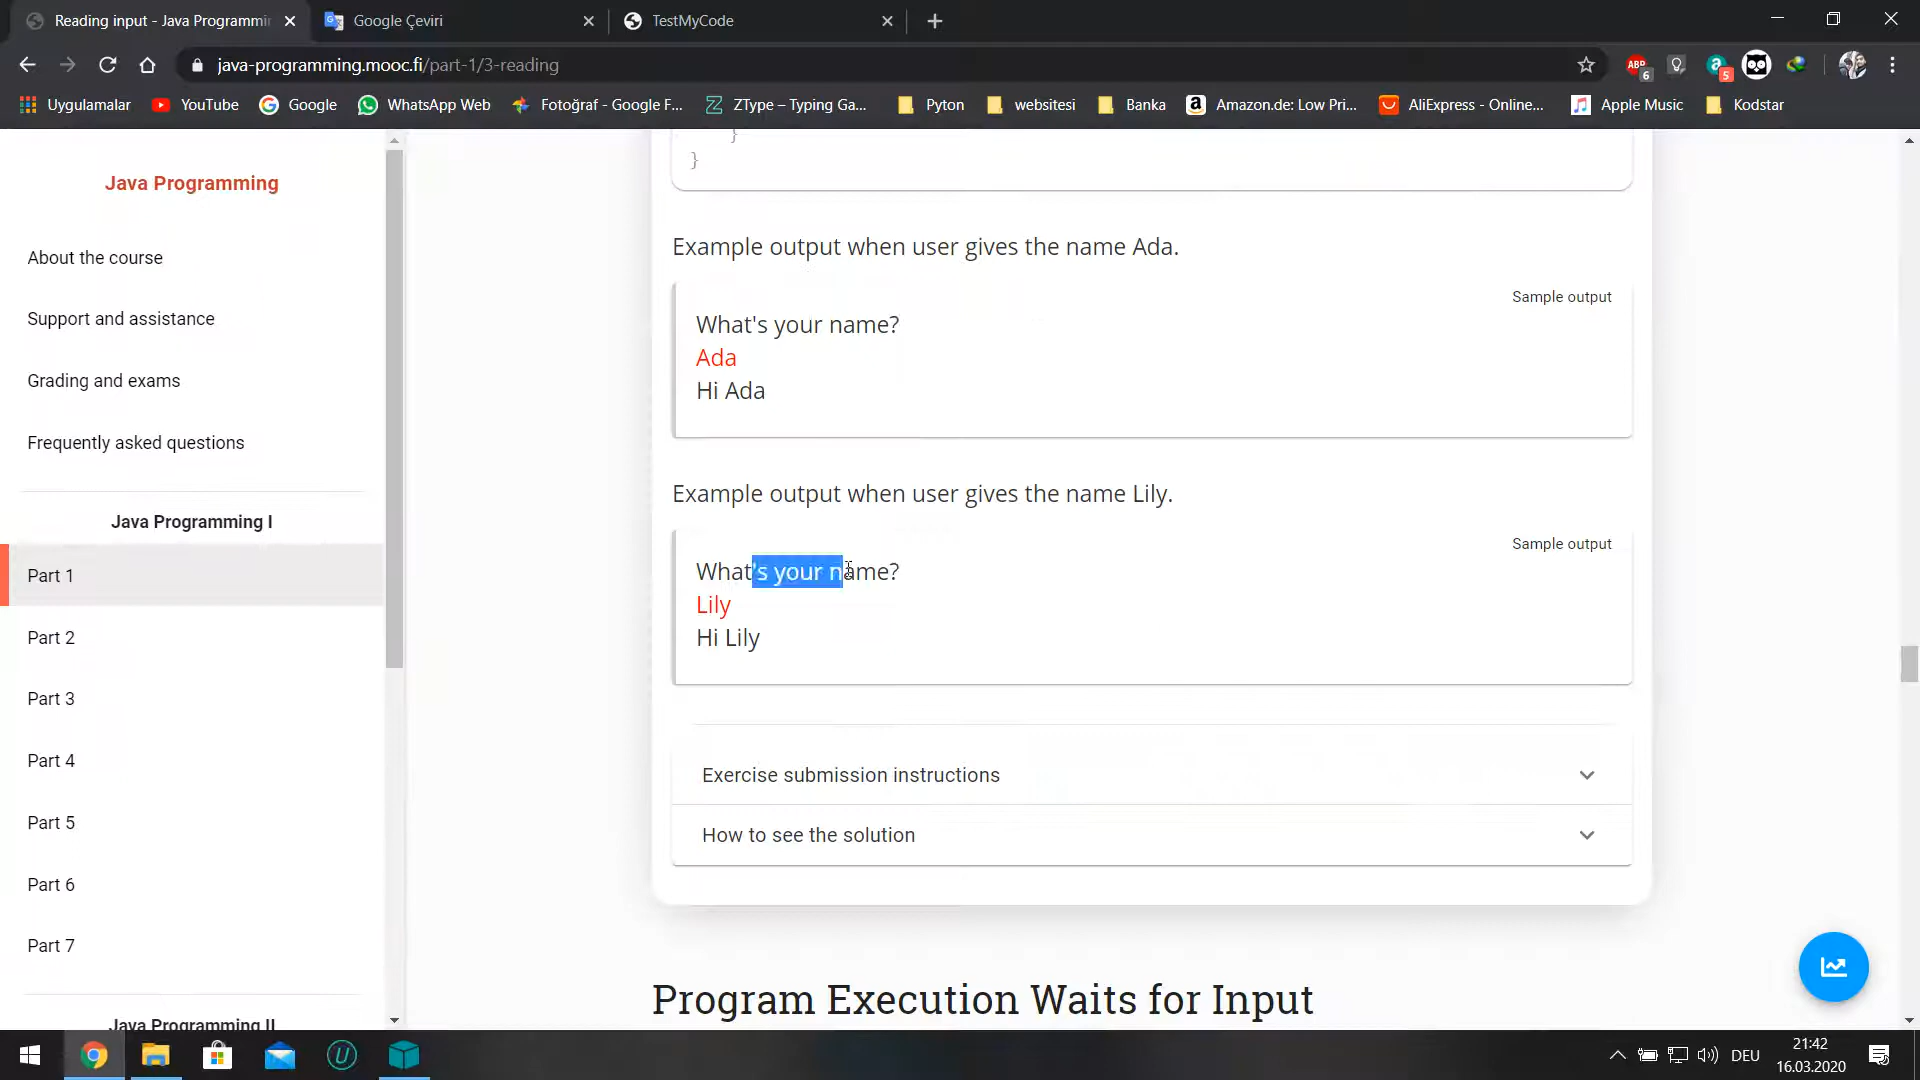 Reading input - Java Programmin
Google Çeviri
TestMyCode
java-programming.mooc.fi/part-1/3-reading
ABP
6
5
Uygulamalar
YouTube
Google
WhatsApp Web
Fotoğraf - Google F...
ZType – Typing Ga...
Pyton
websitesi
Banka
Amazon.de: Low Pri...
AliExpress - Online...
Apple Music
Kodstar
Java Programming
About the course
Support and assistance
Grading and exams
Frequently asked questions
Java Programming I
Part 1
Part 2
Part 3
Part 4
Part 5
Part 6
Part 7
Java Programming II
}
}
Example output when user gives the name Ada.
Sample output
What's your name?
Ada
Hi Ada
Example output when user gives the name Lily.
Sample output
What's your name?
Lily
Hi Lily
Exercise submission instructions
How to see the solution
Program Execution Waits for Input
DEU
21:42
16.03.2020